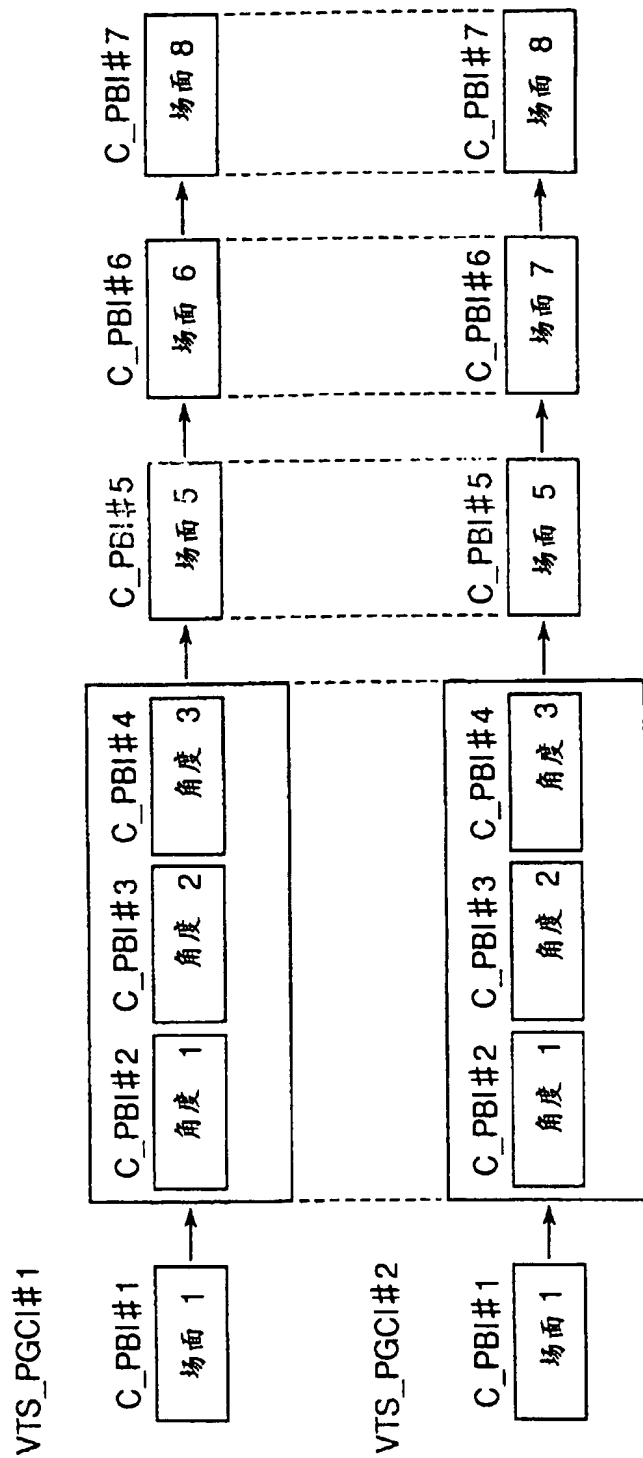 VTS_PGCI#1
C_PBI#1
场面 1
C_PBI#2
角度 1
C_PBI#3
角度 2
C_PBI#4
角度 3
C_PBI#5
场面 5
C_PBI#6
场面 6
C_PBI#7
场面 8
VTS_PGCI#2
C_PBI#1
场面 1
C_PBI#2
角度 1
C_PBI#3
角度 2
C_PBI#4
角度 3
C_PBI#5
场面 5
C_PBI#6
场面 7
C_PBI#7
场面 8